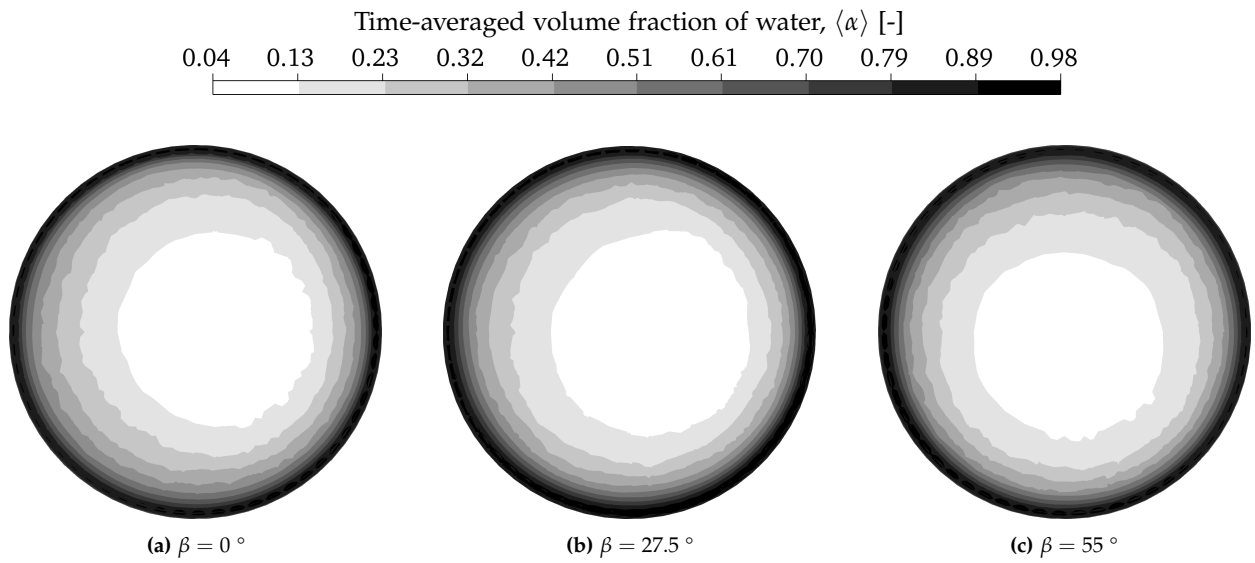 Time-averaged volume fraction of water, ⟨α⟩ [-]
0.04 0.13 0.23 0.32 0.42 0.51 0.61 0.70 0.79 0.89 0.98
(a) β = 0 ° (b) β = 27.5 ° (c) β = 55 °